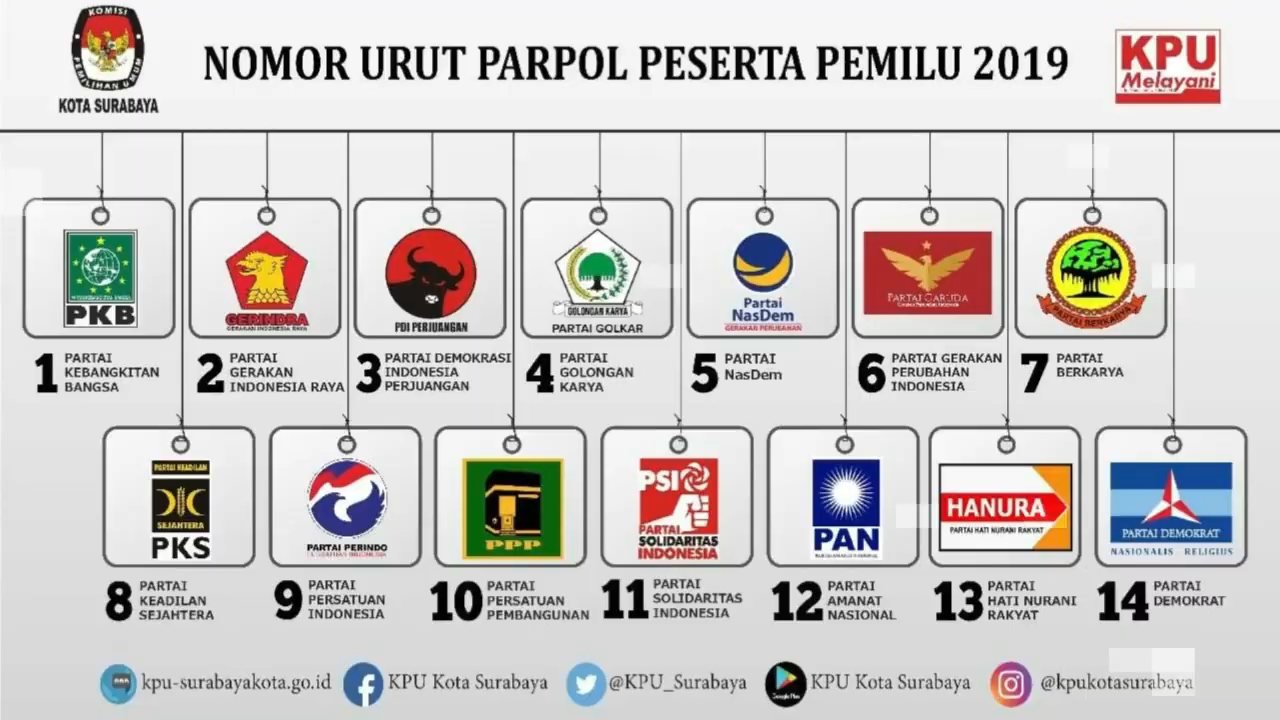 KOMISI
PEMILIHAN UMUM
KOTA SURABAYA
NOMOR URUT PARPOL PESERTA PEMILU 2019
KPU
Melayani
PKB
GERINDRA
GERAKAN INDONESIA RAYA
PDI PERJUANGAN
GOLONGAN KARYA
PARTAI GOLKAR
Partai
NasDem
GERAKAN PERUBAHAN
PARTAI GARUDA
PARTAI BERKARYA
1 PARTAI
KEBANGKITAN
BANGSA
2 PARTAI
GERAKAN
INDONESIA RAYA
3 PARTAI DEMOKRASI
INDONESIA
PERJUANGAN
4 PARTAI
GOLONGAN
KARYA
5 PARTAI
NasDem
6 PARTAI GERAKAN
PERUBAHAN
INDONESIA
7 PARTAI
BERKARYA
PARTAI KEADILAN
SEJAHTERA
PKS
PARTAI PERINDO
PPP
PSI
PARTAI
SOLIDARITAS
INDONESIA
PAN
HANURA
PARTAI HATI NURANI RAKYAT
PARTAI DEMOKRAT
NASIONALIS - RELIGIUS
8 PARTAI
KEADILAN
SEJAHTERA
9 PARTAI
PERSATUAN
INDONESIA
10 PARTAI
PERSATUAN
PEMBANGUNAN
11 PARTAI
SOLIDARITAS
INDONESIA
12 PARTAI
AMANAT
NASIONAL
13 PARTAI
HATI NURANI
RAKYAT
14 PARTAI
DEMOKRAT
kpu-surabayakota.go.id
KPU Kota Surabaya
@KPU_Surabaya
Google Play
KPU Kota Surabaya
@kpukotasurabaya